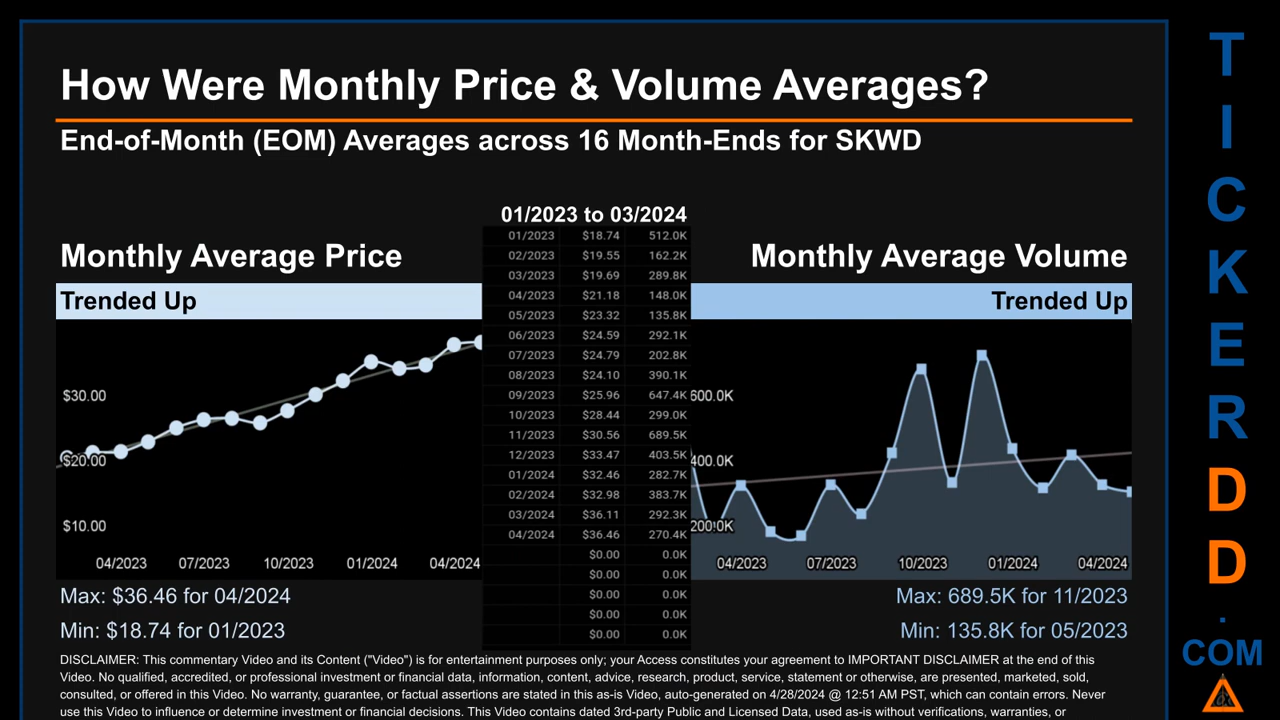 How Were Monthly Price & Volume Averages?
End-of-Month (EOM) Averages across 16 Month-Ends for SKWD
01/2023 to 03/2024
Monthly Average Price
Monthly Average Volume
Trended Up
Trended Up
01/2023 $18.74 512.0K
02/2023 $19.55 162.2K
03/2023 $19.69 289.8K
04/2023 $21.18 148.0K
05/2023 $23.32 135.8K
06/2023 $24.59 292.1K
07/2023 $24.79 202.8K
08/2023 $24.10 390.1K
09/2023 $25.96 647.4K
10/2023 $28.44 299.0K
11/2023 $30.56 689.5K
12/2023 $33.47 403.5K
01/2024 $32.46 282.7K
02/2024 $32.98 383.7K
03/2024 $36.11 292.3K
04/2024 $36.46 270.4K
$0.00 0.0K
$0.00 0.0K
$0.00 0.0K
$0.00 0.0K
$0.00 0.0K
$30.00
$20.00
$10.00
04/2023 07/2023 10/2023 01/2024 04/2024
600.0K
400.0K
200.0K
04/2023 07/2023 10/2023 01/2024 04/2024
Max: $36.46 for 04/2024
Min: $18.74 for 01/2023
Max: 689.5K for 11/2023
Min: 135.8K for 05/2023
DISCLAIMER: This commentary Video and its Content ("Video") is for entertainment purposes only; your Access constitutes your agreement to IMPORTANT DISCLAIMER at the end of this
Video. No qualified, accredited, or professional investment or financial data, information, content, advice, research, product, service, statement or otherwise, are presented, marketed, sold,
consulted, or offered in this Video. No warranty, guarantee, or factual assertions are stated in this as-is Video, auto-generated on 4/28/2024 @ 12:51 AM PST, which can contain errors. Never
use this Video to influence or determine investment or financial decisions. This Video contains dated 3rd-party Public and Licensed Data, used as-is without verifications, warranties, or
T
I
C
K
E
R
D
D
.
COM